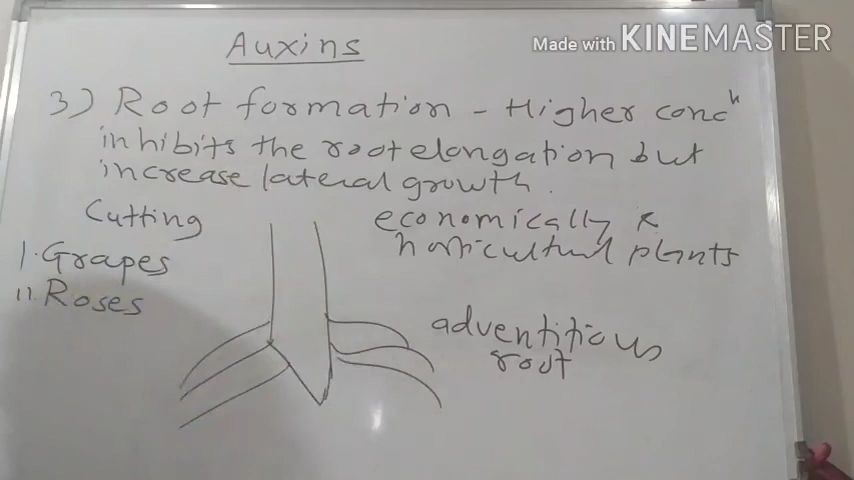 Auxins
Made with KINEMASTER
3) Root formation - Higher concⁿ
inhibits the root elongation but
increase lateral growth.
Cutting
economically &
horticultural plants
1. Grapes
11. Roses
adventitious
root